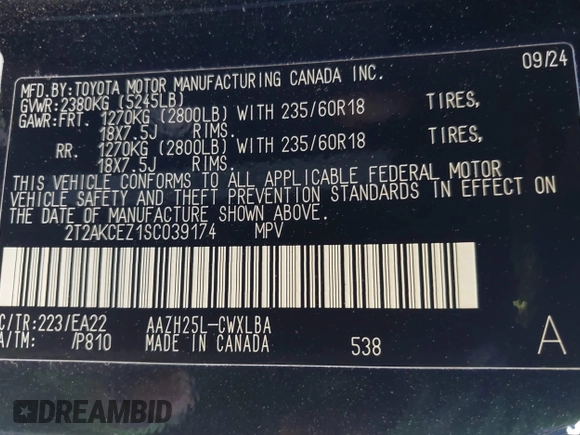 MFD.BY:TOYOTA MOTOR MANUFACTURING CANADA INC. 09/24
GVWR:2380KG (5245LB)
GAWR:FRT. 1270KG (2800LB) WITH 235/60R18 TIRES,
18X7.5J RIMS.
RR. 1270KG (2800LB) WITH 235/60R18 TIRES,
18X7.5J RIMS.
THIS VEHICLE CONFORMS TO ALL APPLICABLE FEDERAL MOTOR
VEHICLE SAFETY AND THEFT PREVENTION STANDARDS IN EFFECT ON
THE DATE OF MANUFACTURE SHOWN ABOVE.
2T2AKCEZ1SC039174 MPV
C/TR:223/EA22 AAZH25L-CWXLBA
A/TM: /P810 MADE IN CANADA 538 A
DREAMBID